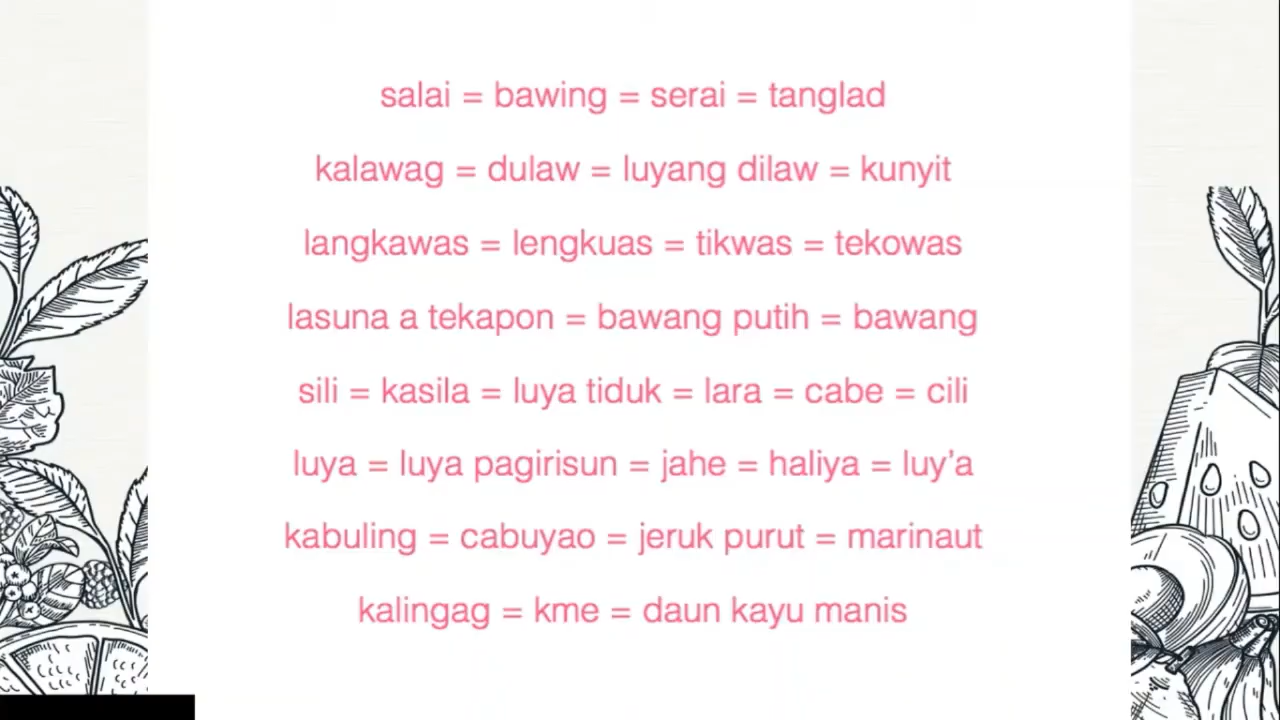 salai = bawing = serai = tanglad
kalawag = dulaw = luyang dilaw = kunyit
langkawas = lengkuas = tikwas = tekowas
lasuna a tekapon = bawang putih = bawang
sili = kasila = luya tiduk = lara = cabe = cili
luya = luya pagirisun = jahe = haliya = luy’a
kabuling = cabuyao = jeruk purut = marinaut
kalingag = kme = daun kayu manis